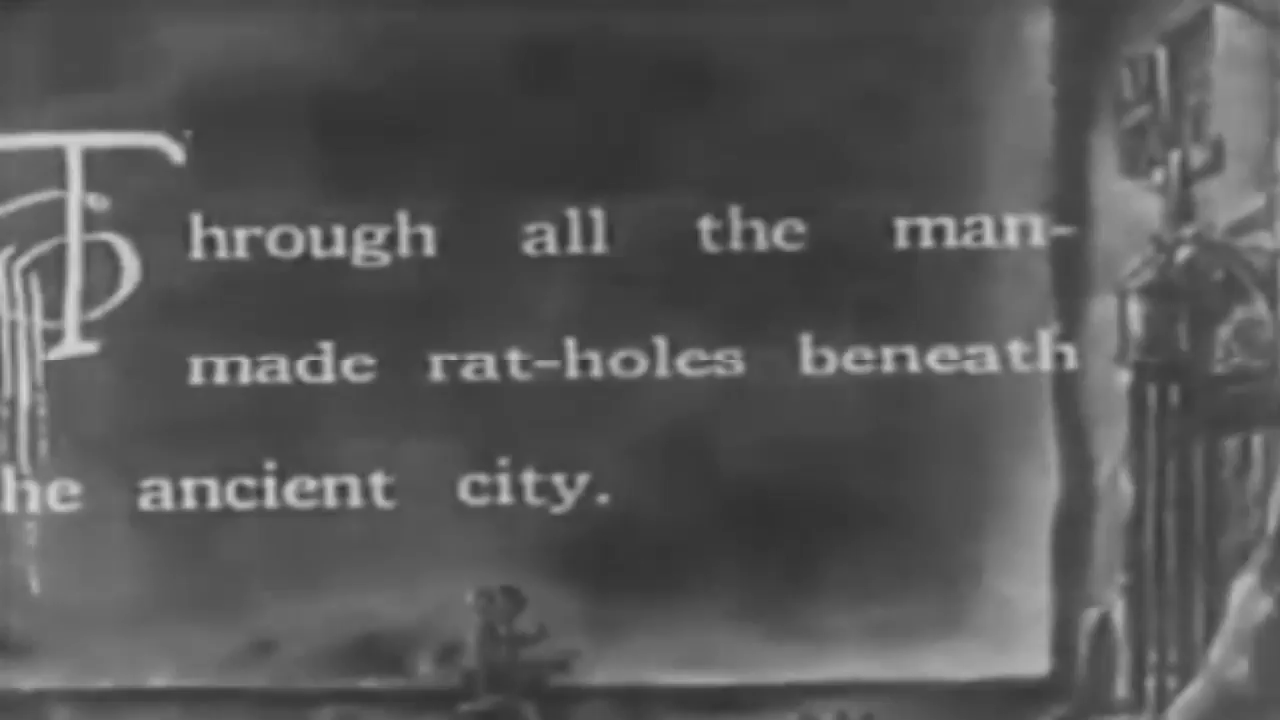 Through all the man-
made rat-holes beneath
he ancient city.